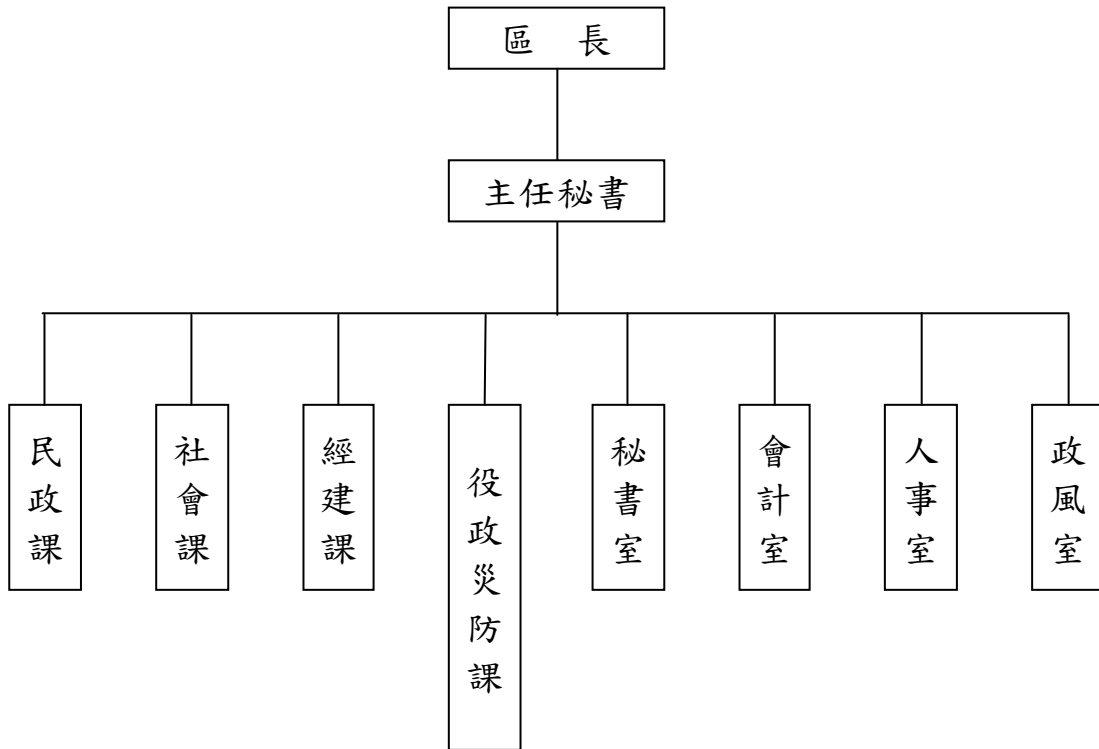 區 長
主任秘書
民政課
社會課
經建課
役政災防課
秘書室
會計室
人事室
政風室